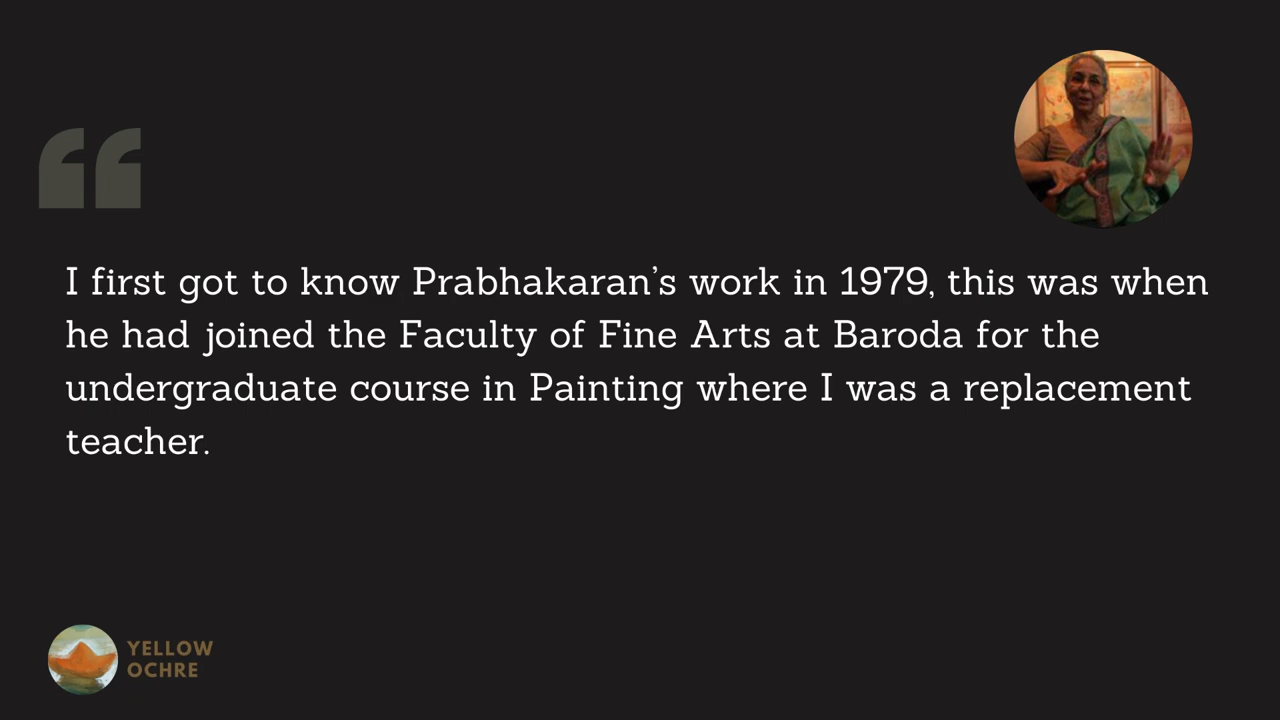 I first got to know Prabhakaran’s work in 1979, this was when
he had joined the Faculty of Fine Arts at Baroda for the
undergraduate course in Painting where I was a replacement
teacher.
YELLOW
OCHRE